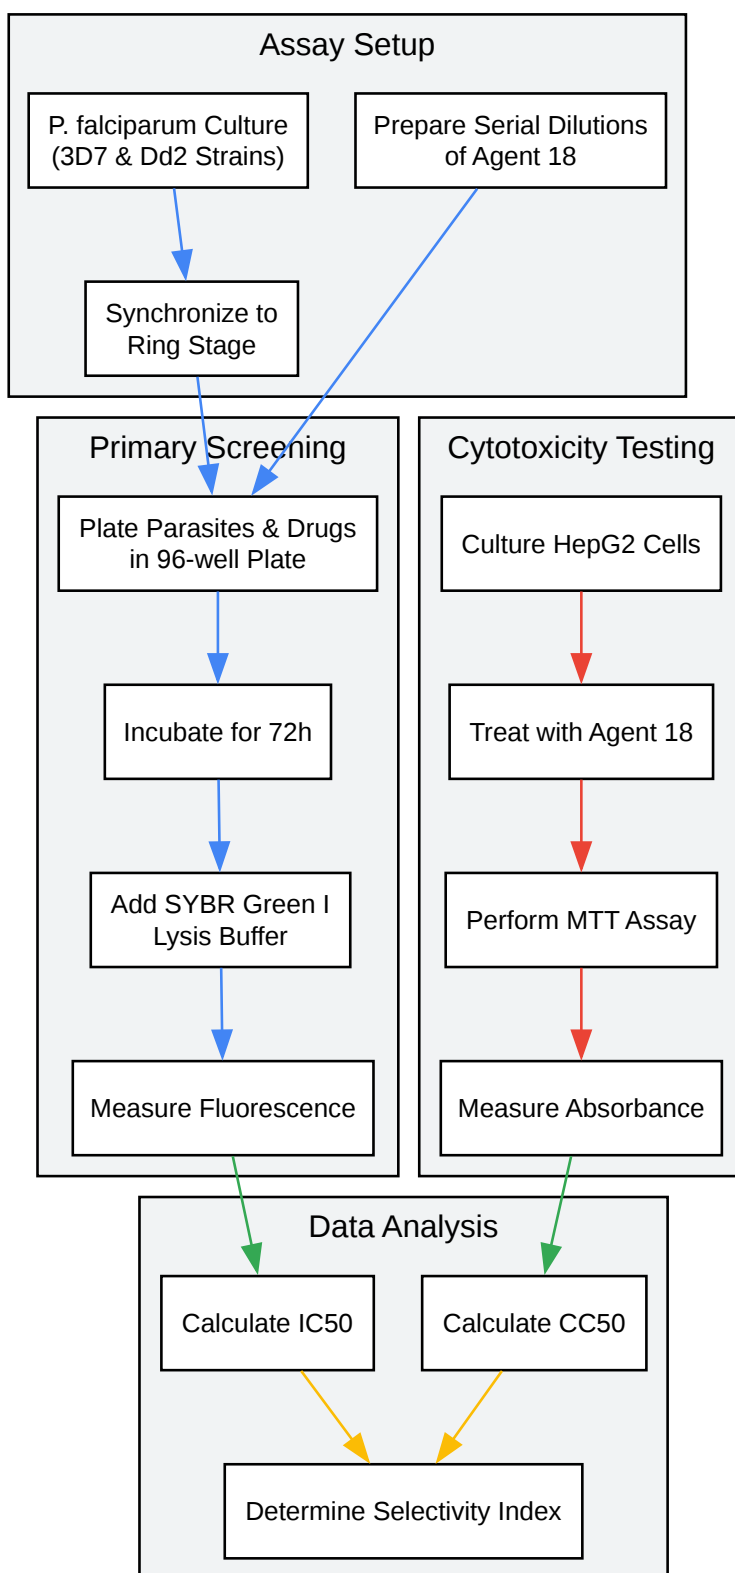 Assay Setup
P. falciparum Culture
(3D7 & Dd2 Strains)
Prepare Serial Dilutions
of Agent 18
Synchronize to
Ring Stage
Primary Screening
Plate Parasites & Drugs
in 96-well Plate
Incubate for 72h
Add SYBR Green I
Lysis Buffer
Measure Fluorescence
Cytotoxicity Testing
Culture HepG2 Cells
Treat with Agent 18
Perform MTT Assay
Measure Absorbance
Data Analysis
Calculate IC50
Calculate CC50
Determine Selectivity Index